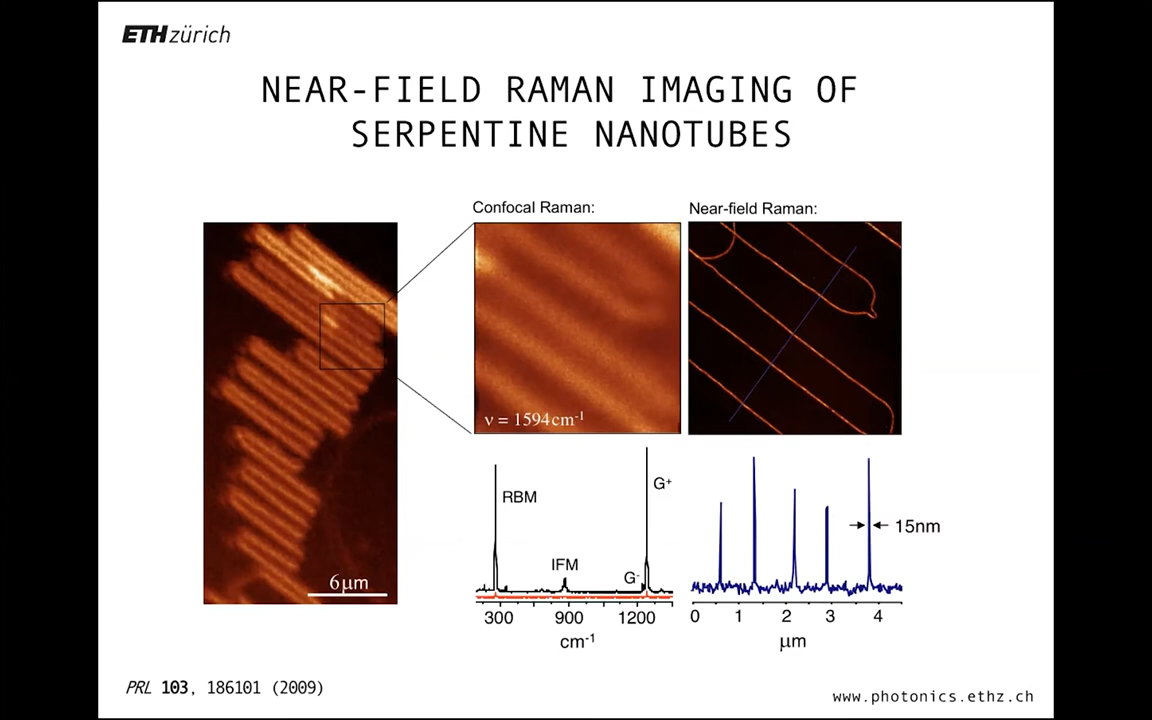 ETH zürich
NEAR-FIELD RAMAN IMAGING OF
SERPENTINE NANOTUBES
Confocal Raman:
Near-field Raman:
ν = 1594cm⁻¹
6µm
RBM
IFM
G⁻
G⁺
300 900 1200
cm⁻¹
15nm
0 1 2 3 4
µm
PRL 103, 186101 (2009)
www.photonics.ethz.ch